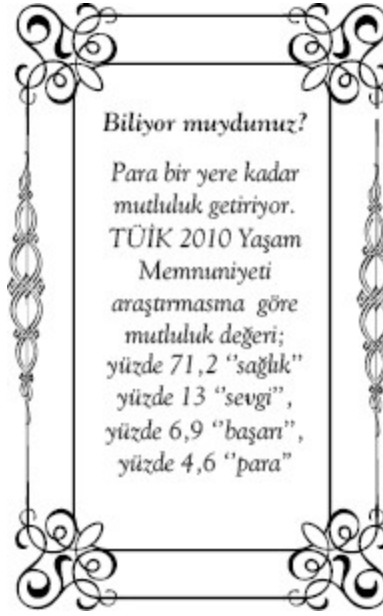 Biliyor muydunuz?
Para bir yere kadar
mutluluk getiriyor.
TÜİK 2010 Yaşam
Memnuniyeti
araştırmasına göre
mutluluk değeri;
yüzde 71,2 ‘‘sağlık’’
yüzde 13 ‘‘sevgi’’,
yüzde 6,9 ‘‘başarı’’,
yüzde 4,6 ‘‘para”